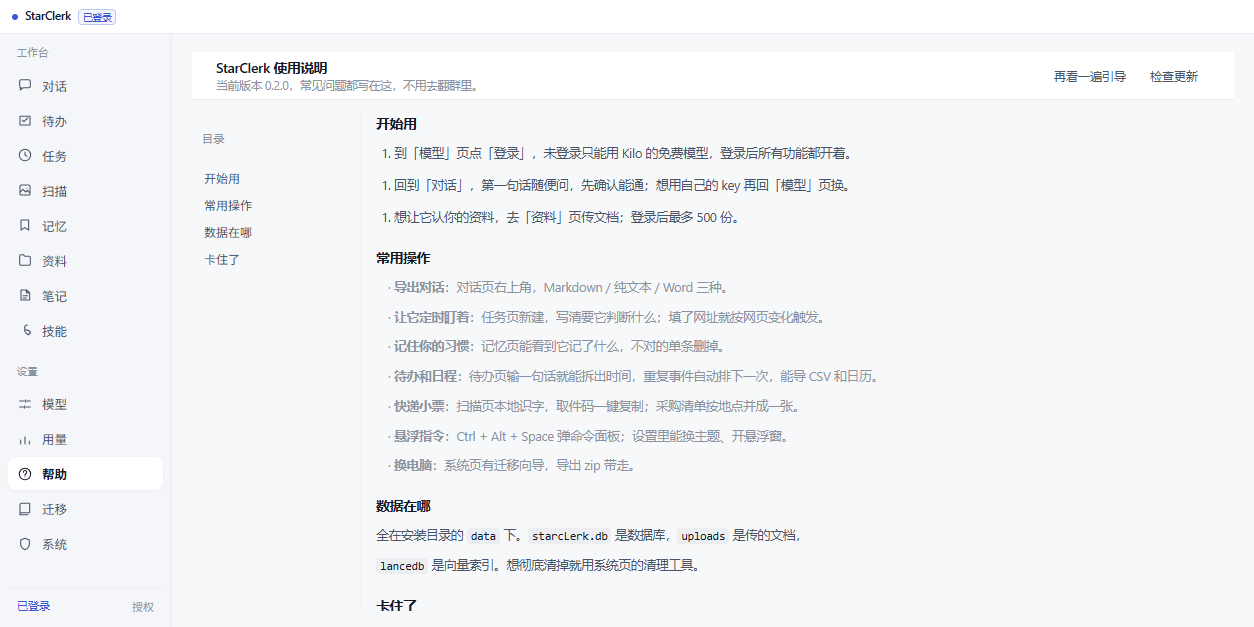 StarClerk 已登录
工作台
对话
待办
任务
扫描
记忆
资料
笔记
技能
设置
模型
用量
帮助
迁移
系统
已登录 授权
StarClerk 使用说明
当前版本 0.2.0，常见问题都写在这，不用去翻群里。
再看一遍引导 检查更新
目录
开始用
常用操作
数据在哪
卡住了
开始用
1. 到「模型」页点「登录」，未登录只能用 Kilo 的免费模型，登录后所有功能都开着。
1. 回到「对话」，第一句话随便问，先确认能通；想用自己的 key 再回「模型」页换。
1. 想让它认你的资料，去「资料」页传文档；登录后最多 500 份。
常用操作
· 导出对话：对话页右上角，Markdown / 纯文本 / Word 三种。
· 让它定时盯着：任务页新建，写清要它判断什么；填了网址就按网页变化触发。
· 记住你的习惯：记忆页能看到它记了什么，不对的单条删掉。
· 待办和日程：待办页输一句话就能拆出时间，重复事件自动排下一次，能导 CSV 和日历。
· 快递小票：扫描页本地识字，取件码一键复制；采购清单按地点并成一张。
· 悬浮指令：Ctrl + Alt + Space 弹命令面板；设置里能换主题、开悬浮窗。
· 换电脑：系统页有迁移向导，导出 zip 带走。
数据在哪
全在安装目录的 data 下。starcLerk.db 是数据库，uploads 是传的文档，
lancedb 是向量索引。想彻底清掉就用系统页的清理工具。
卡住了